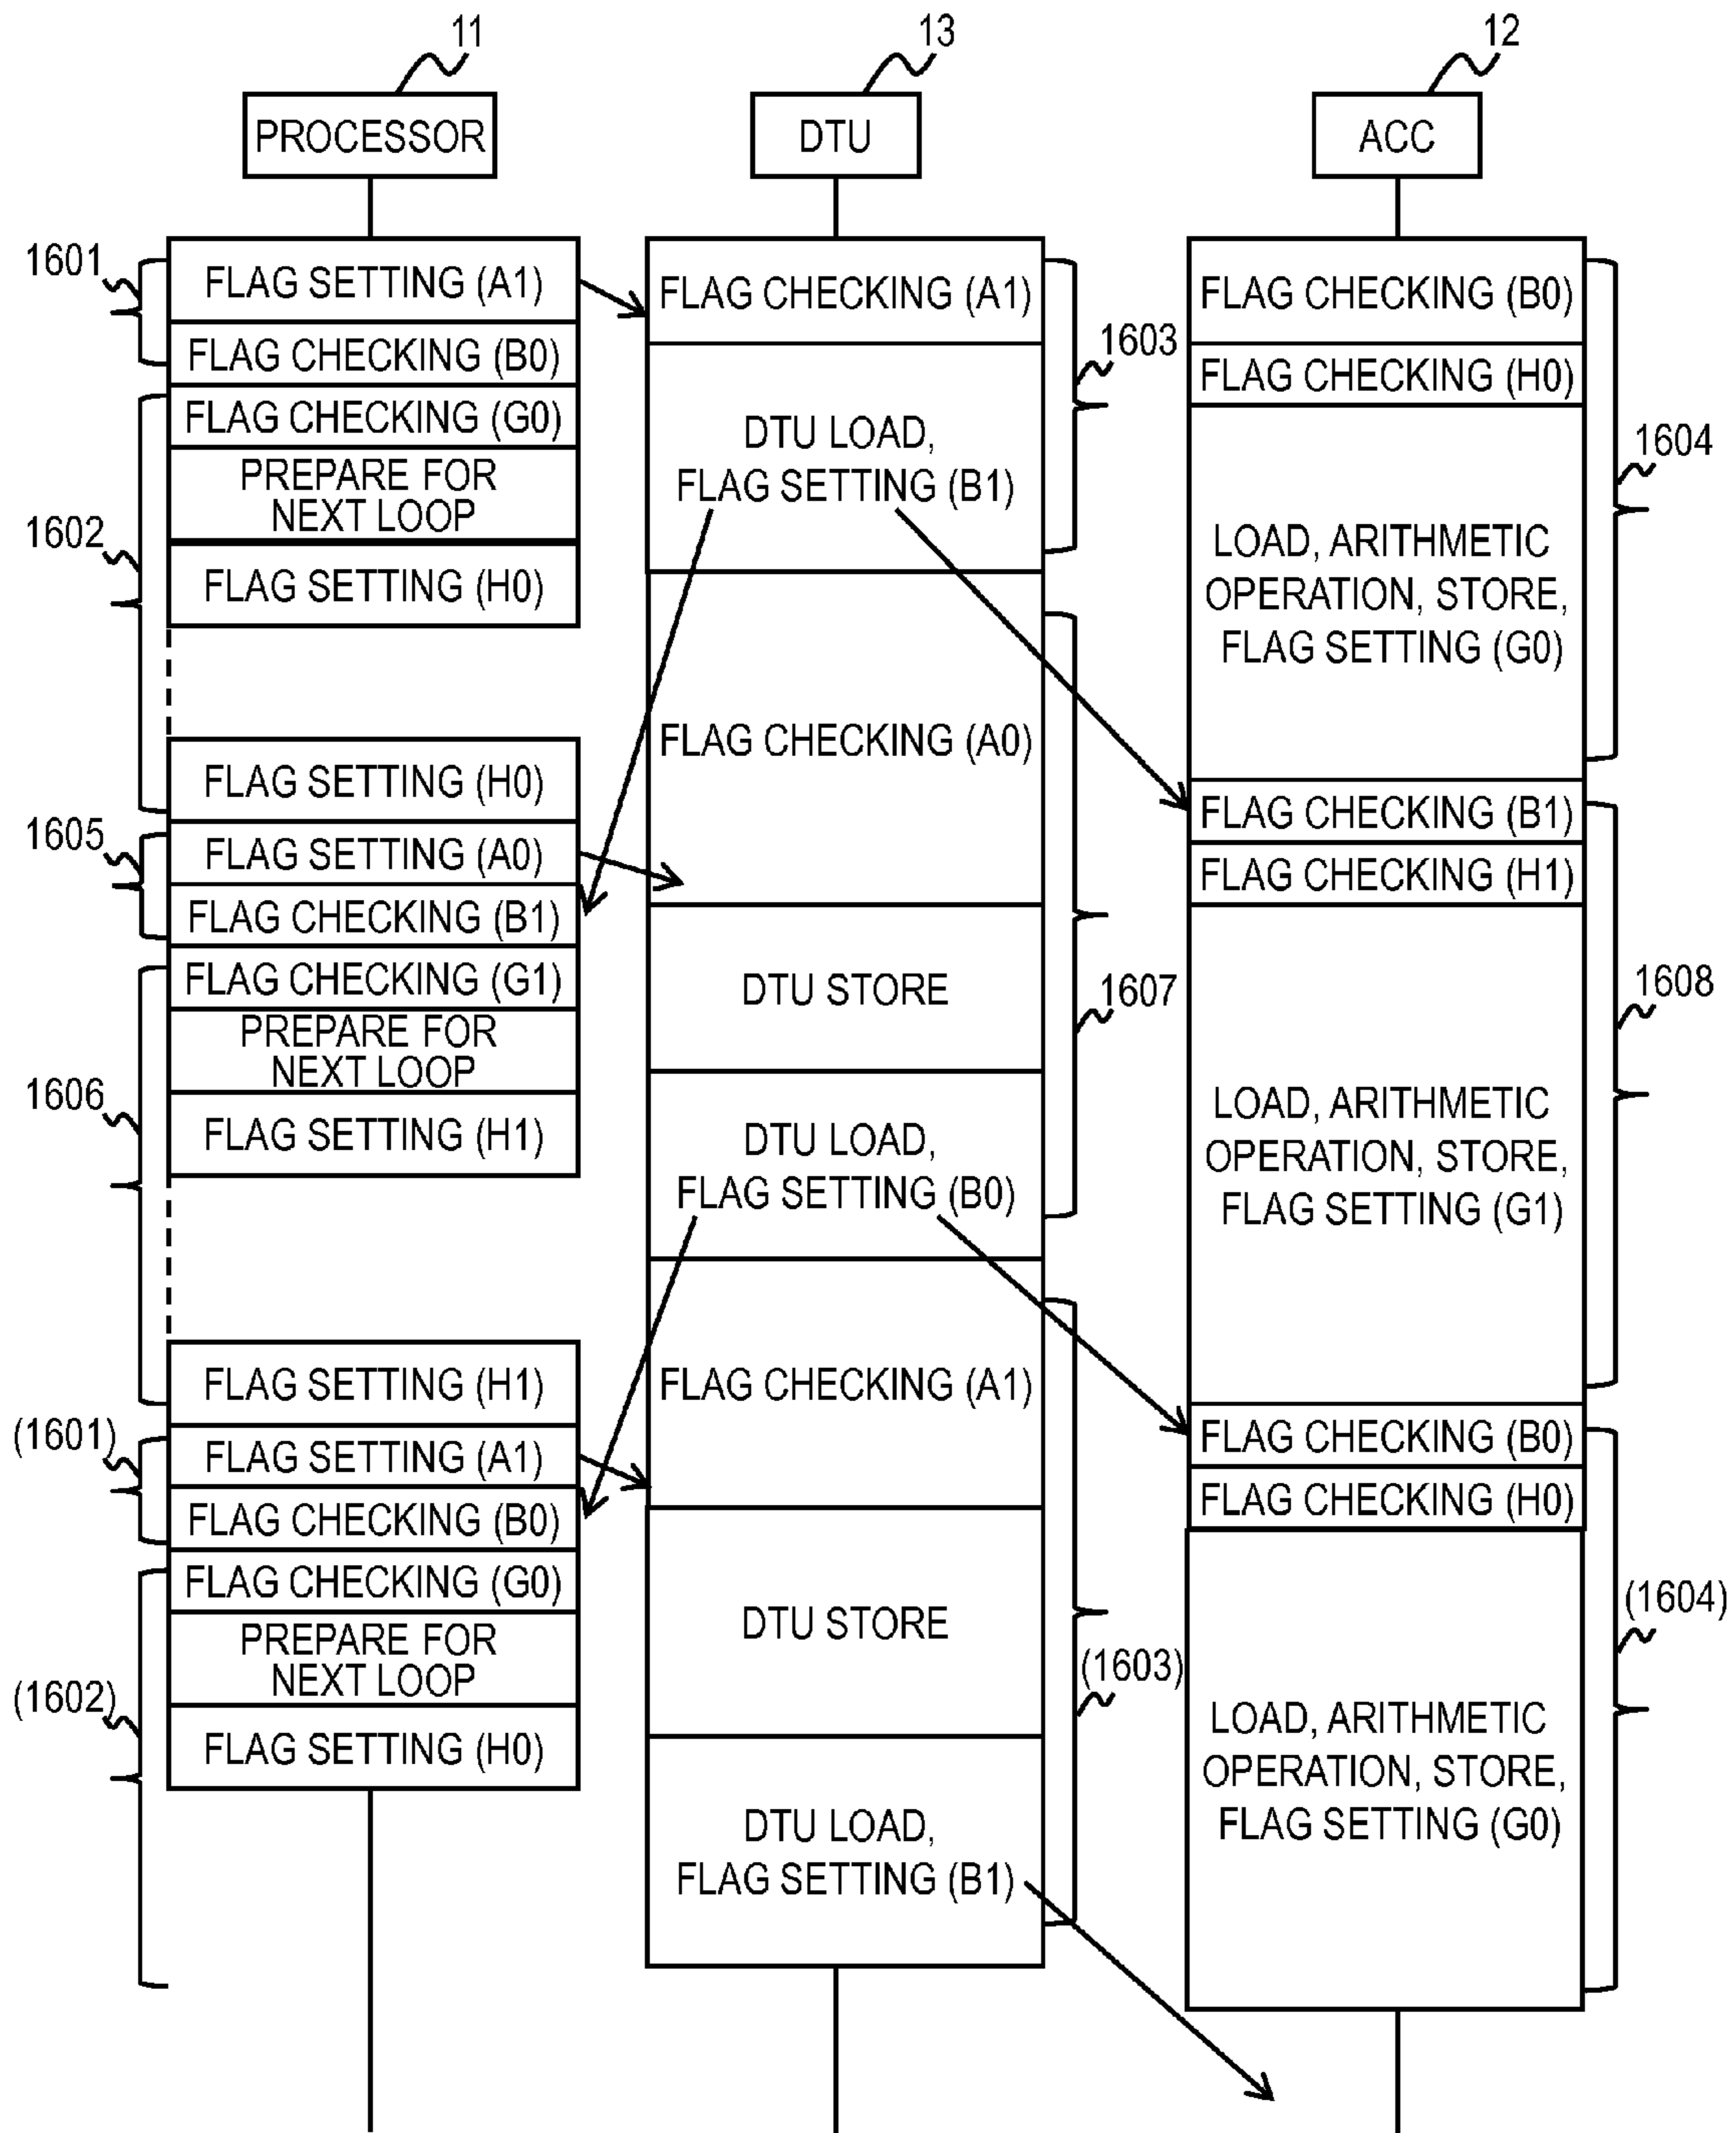 11
13
12
PROCESSOR
DTU
ACC
1601
FLAG SETTING (A1)
FLAG CHECKING (B0)
1602
FLAG CHECKING (G0)
PREPARE FOR
NEXT LOOP
FLAG SETTING (H0)
FLAG SETTING (H0)
1605
FLAG SETTING (A0)
FLAG CHECKING (B1)
1606
FLAG CHECKING (G1)
PREPARE FOR
NEXT LOOP
FLAG SETTING (H1)
FLAG SETTING (H1)
(1601)
FLAG SETTING (A1)
FLAG CHECKING (B0)
(1602)
FLAG CHECKING (G0)
PREPARE FOR
NEXT LOOP
FLAG SETTING (H0)
FLAG CHECKING (A1)
1603
DTU LOAD,
FLAG SETTING (B1)
FLAG CHECKING (A0)
DTU STORE
1607
DTU LOAD,
FLAG SETTING (B0)
FLAG CHECKING (A1)
DTU STORE
(1603)
DTU LOAD,
FLAG SETTING (B1)
FLAG CHECKING (B0)
FLAG CHECKING (H0)
1604
LOAD, ARITHMETIC
OPERATION, STORE,
FLAG SETTING (G0)
FLAG CHECKING (B1)
FLAG CHECKING (H1)
1608
LOAD, ARITHMETIC
OPERATION, STORE,
FLAG SETTING (G1)
FLAG CHECKING (B0)
FLAG CHECKING (H0)
(1604)
LOAD, ARITHMETIC
OPERATION, STORE,
FLAG SETTING (G0)